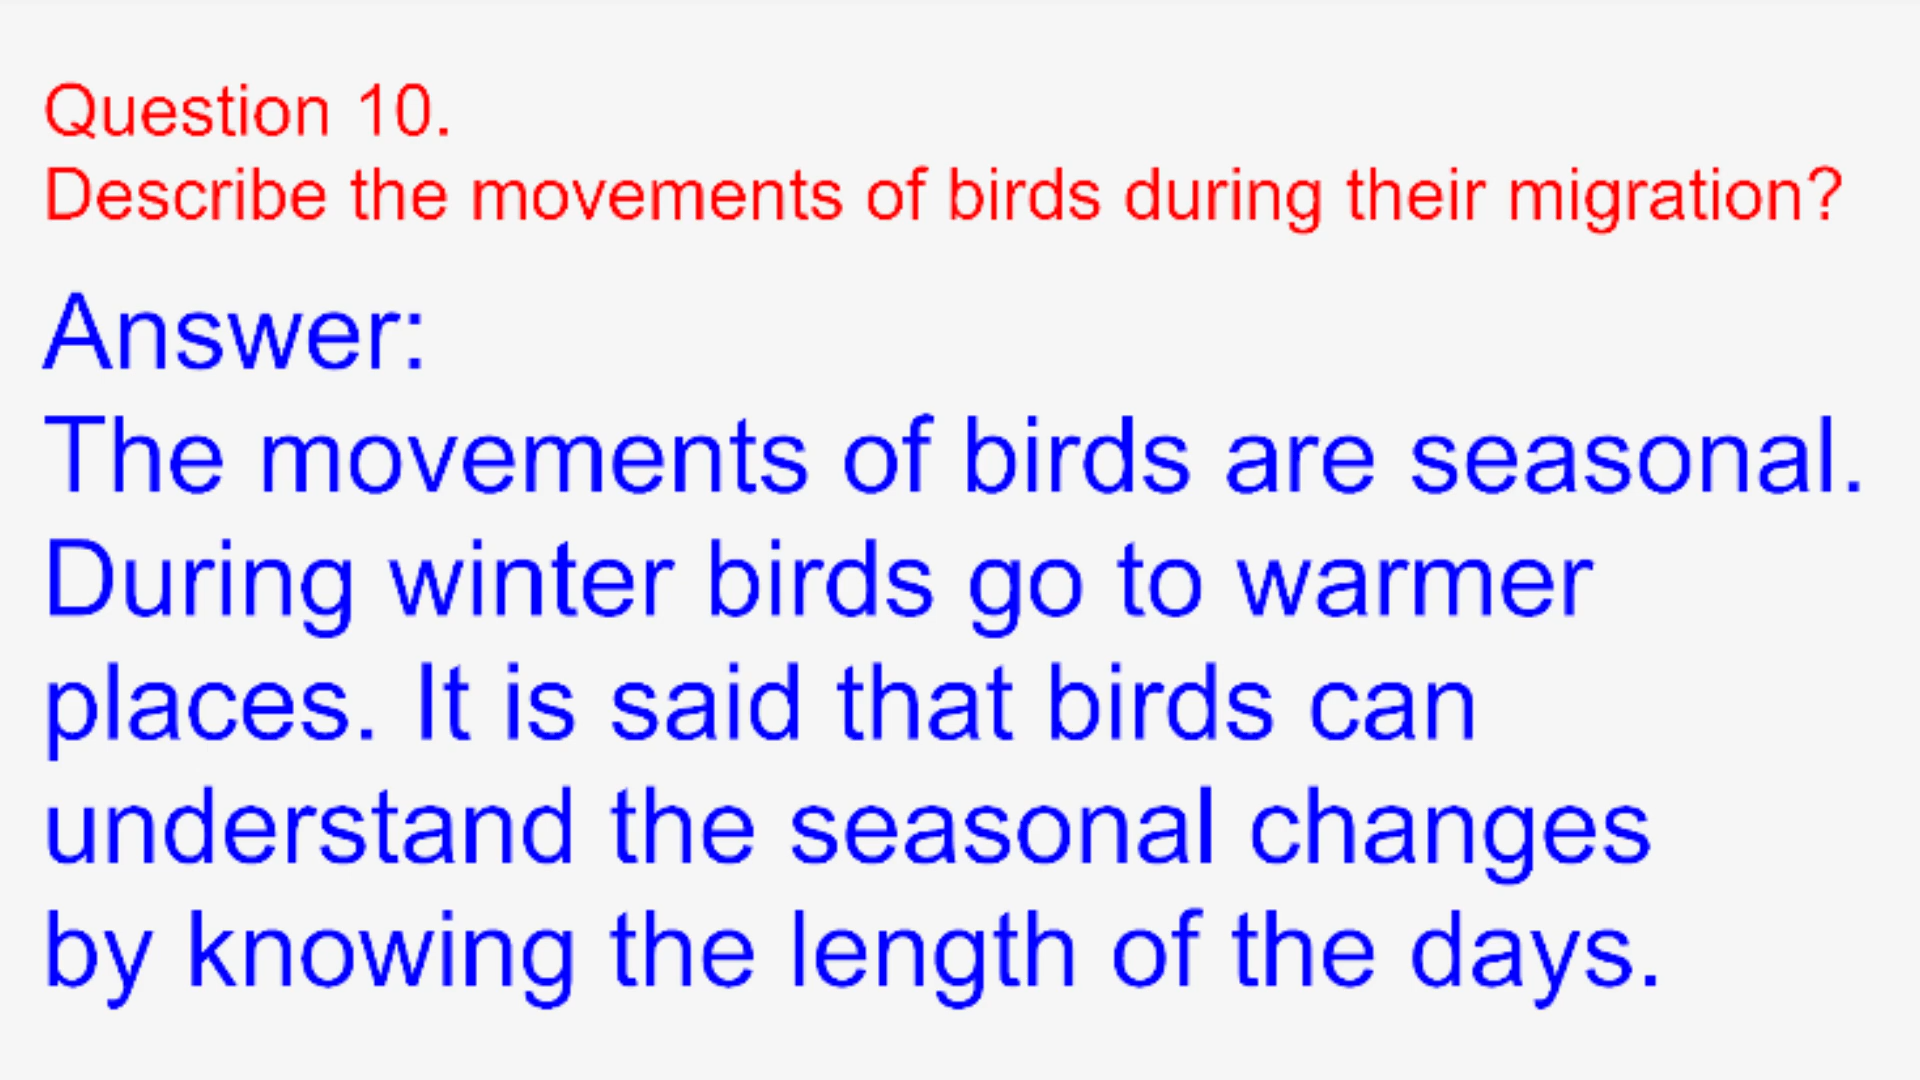 Question 10.
Describe the movements of birds during their migration?
Answer:
The movements of birds are seasonal.
During winter birds go to warmer
places. It is said that birds can
understand the seasonal changes
by knowing the length of the days.